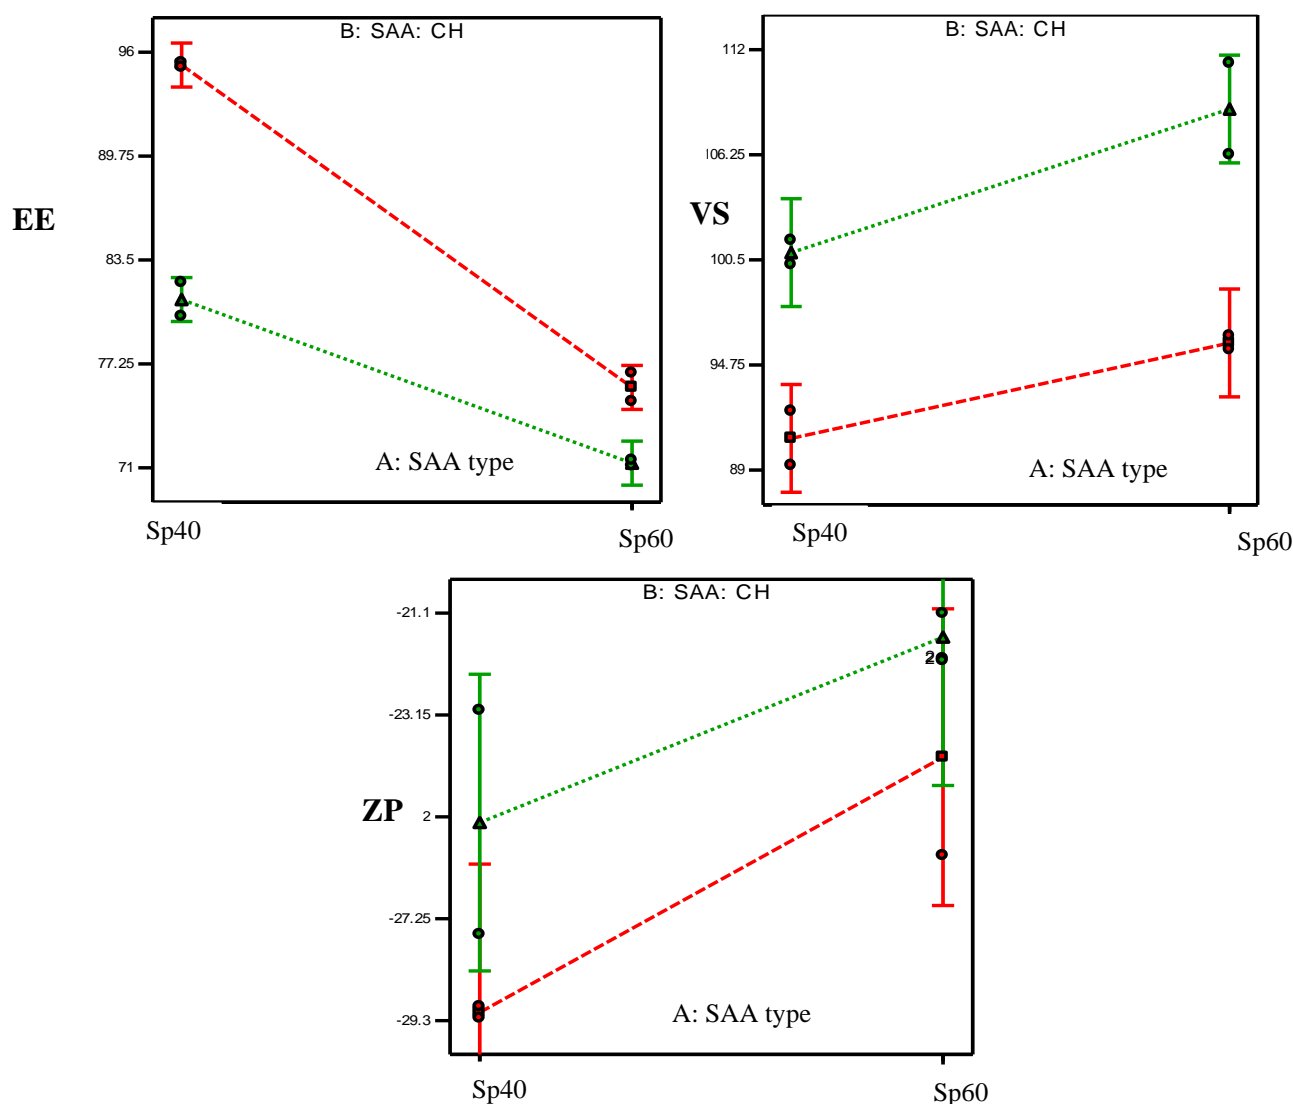 B: SAA: CH
96
89.75
83.5
77.25
71
EE
A: SAA type
Sp40
Sp60
B: SAA: CH
112
106.25
100.5
94.75
89
VS
A: SAA type
Sp40
Sp60
B: SAA: CH
-21.1
-23.15
2
-27.25
-29.3
ZP
2
A: SAA type
Sp40
Sp60